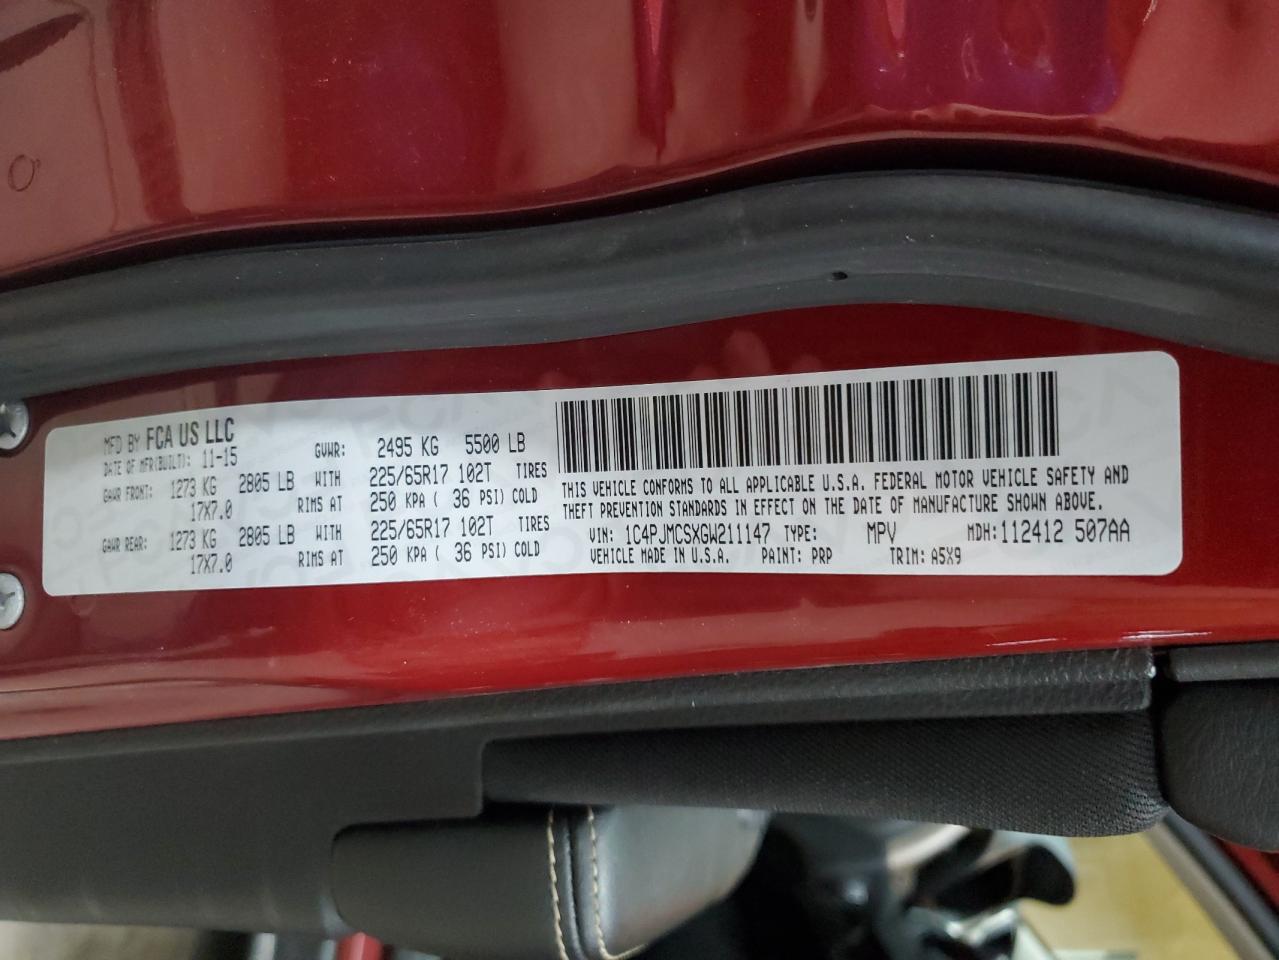 MFD BY FCA US LLC
DATE OF MFR(BUILT): 11-15 GVWR: 2495 KG 5500 LB
GAWR FRONT: 1273 KG 2805 LB WITH 225/65R17 102T TIRES
17X7.0 RIMS AT 250 KPA ( 36 PSI) COLD
GAWR REAR: 1273 KG 2805 LB WITH 225/65R17 102T TIRES
17X7.0 RIMS AT 250 KPA ( 36 PSI) COLD
THIS VEHICLE CONFORMS TO ALL APPLICABLE U.S.A. FEDERAL MOTOR VEHICLE SAFETY AND
THEFT PREVENTION STANDARDS IN EFFECT ON THE DATE OF MANUFACTURE SHOWN ABOVE.
VIN: 1C4PJMCSXGW211147 TYPE: MPV MDH: 112412 507AA
VEHICLE MADE IN U.S.A. PAINT: PRP TRIM: A5X9